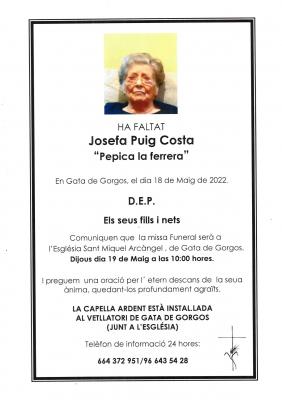 HA FALTAT
Josefa Puig Costa
“Pepica la ferrera”
En Gata de Gorgos, el dia 18 de Maig de 2022.
D.E.P.
Els seus fills i nets
Comuniquen que la missa Funeral serà a
l’Església Sant Miquel Arcàngel , de Gata de Gorgos.
Dijous dia 19 de Maig a las 10:00 hores.
I preguem una oración per l´ etern descans de la seua
ànima, quedant-los profundament agraïts.
LA CAPELLA ARDENT ESTÀ INSTAL.LADA
AL VETLLATORI DE GATA DE GORGOS
(JUNT A L’ESGLÉSIA)
Telèfon de informació 24 hores:
664 372 951/96 643 54 28